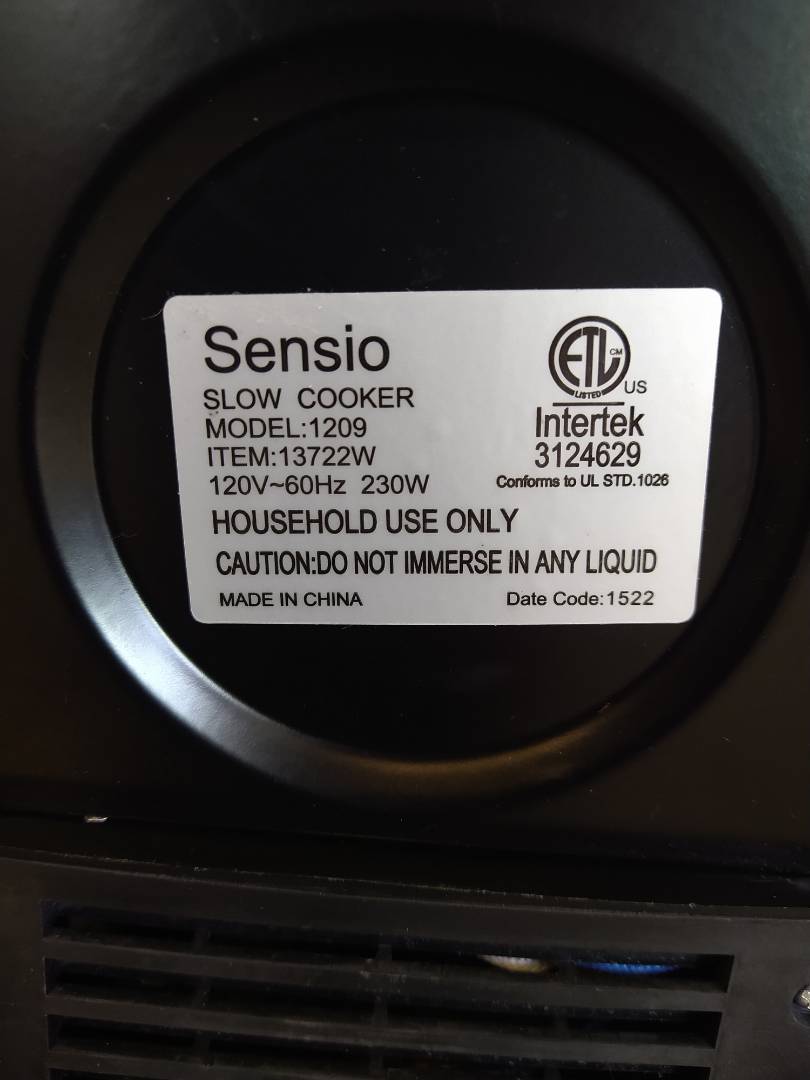 Sensio
SLOW COOKER
MODEL:1209
ITEM:13722W
120V~60Hz 230W
ETL CM
LISTED
US
Intertek
3124629
Conforms to UL STD.1026
HOUSEHOLD USE ONLY
CAUTION:DO NOT IMMERSE IN ANY LIQUID
MADE IN CHINA
Date Code:1522